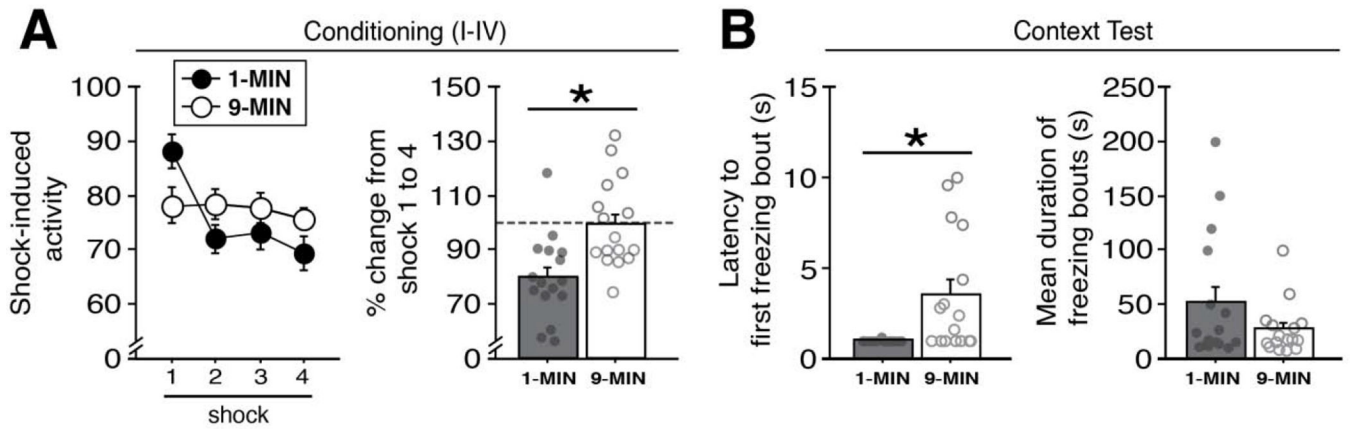 A
Conditioning (I-IV)
Shock-induced
activity
100
90
80
70
60
0
1-MIN
9-MIN
1 2 3 4
shock
% change from
shock 1 to 4
150
130
110
90
70
0
*
1-MIN 9-MIN
B
Context Test
Latency to
first freezing bout (s)
15
10
5
0
*
1-MIN 9-MIN
Mean duration of
freezing bouts (s)
250
200
150
100
50
0
1-MIN 9-MIN